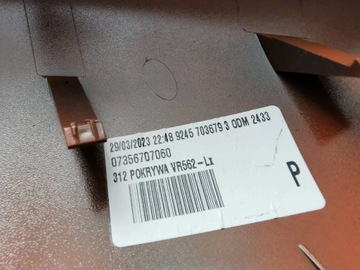 29/03/2023 22:48 9245 703679 3 ODM 2433
07356707060
312 POKRYWA VR562-Lx
P